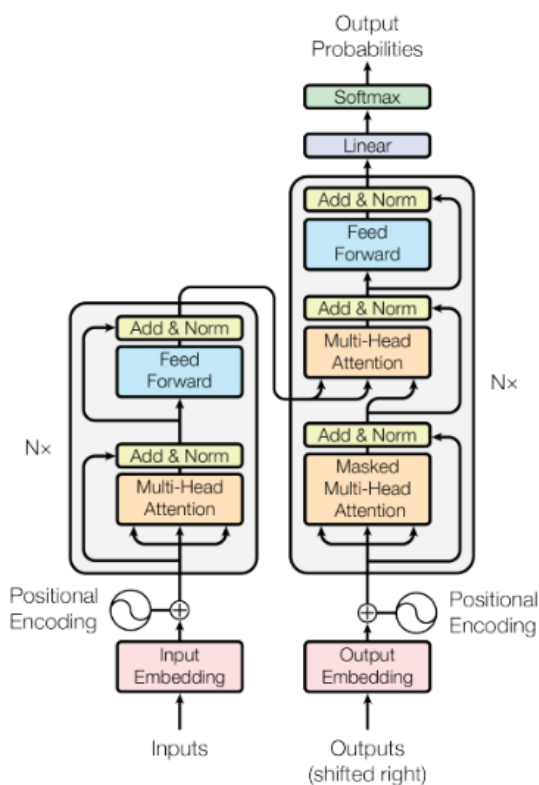 Output
Probabilities
Softmax
Linear
Add & Norm
Feed
Forward
Add & Norm
Multi-Head
Attention
Nx
Add & Norm
Masked
Multi-Head
Attention
Add & Norm
Feed
Forward
Nx
Add & Norm
Multi-Head
Attention
Positional
Encoding
Positional
Encoding
Input
Embedding
Output
Embedding
Inputs
Outputs
(shifted right)